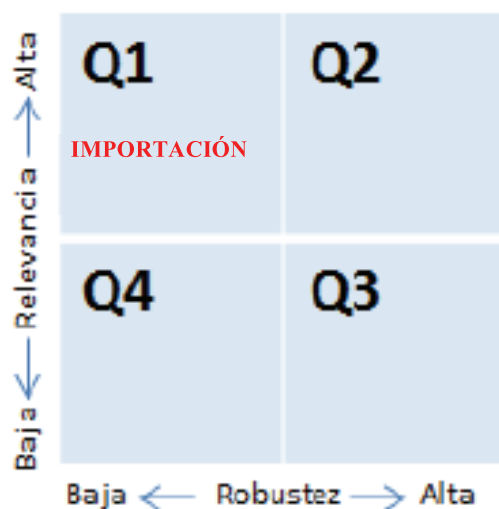 Alta
Relevancia
Baja
Q1
Q2
IMPORTACIÓN
Q4
Q3
Baja
Robustez
Alta